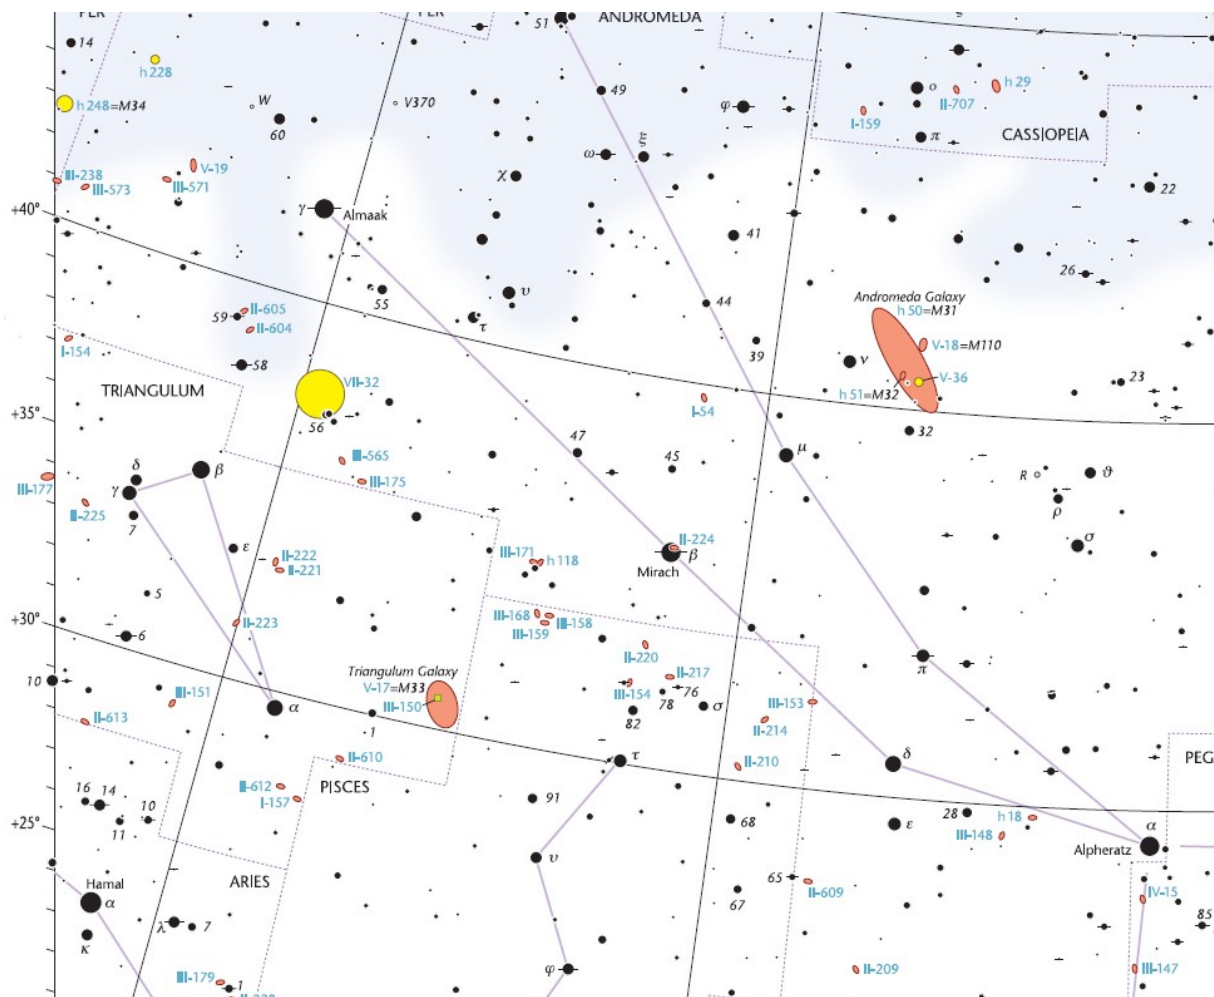 PER
PER
51
ANDROMEDA
ξ
14
h 228
h 248=M34
W
60
V370
49
φ
ο
II-707
h 29
I-159
π
CASSIOPEIA
ω
ξ
V-19
III-238
III-573
III-571
χ
22
+40°
γ
Almaak
41
26
55
υ
τ
44
39
Andromeda Galaxy
h 50=M31
V-18=M110
ν
V-36
h 51=M32
23
59
II-605
II-604
I-154
58
TRIANGULUM
VII-32
I-54
+35°
56
47
45
μ
32
II-565
III-175
R
ϑ
ρ
σ
δ
β
γ
III-177
II-225
7
ε
II-222
II-221
III-171
h 118
II-224
β
Mirach
5
+30°
6
II-223
III-168
III-159
III-158
II-220
II-217
π
10
III-151
II-613
α
Triangulum Galaxy
V-17=M33
III-150
1
III-154
76
78
82
σ
III-153
II-214
II-210
τ
δ
II-610
II-612
I-157
PISCES
PEG
16
14
11
10
+25°
91
68
ε
28
h 18
III-148
α
Alpheratz
ARIES
υ
65
67
II-609
IV-15
85
Hamal
α
κ
λ
7
III-179
1
φ
II-209
III-147